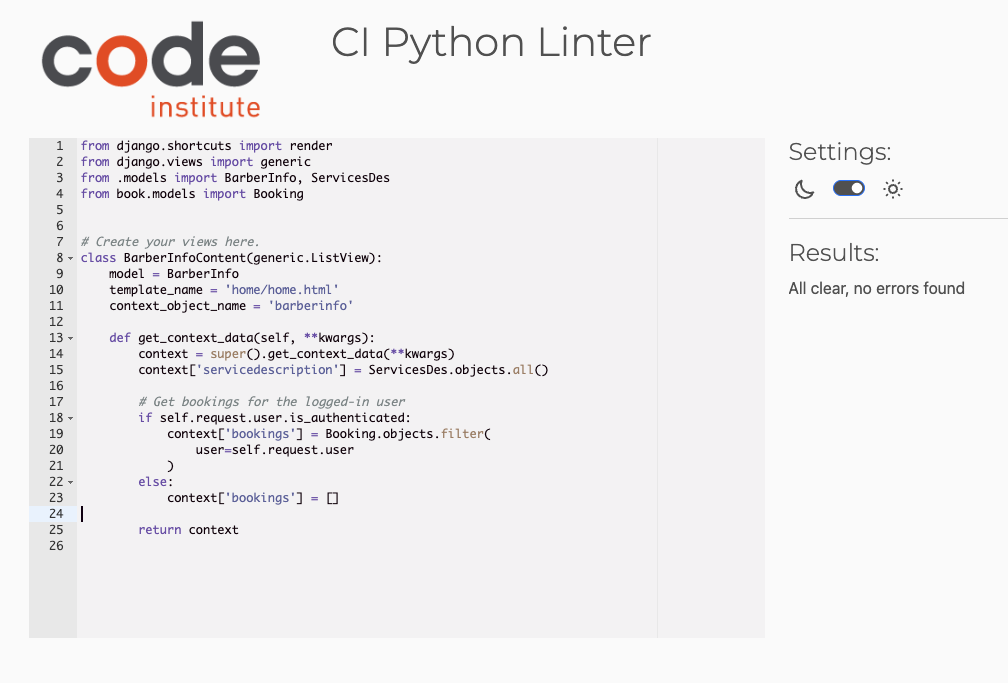 code
institute
CI Python Linter
1 from django.shortcuts import render
2 from django.views import generic
3 from .models import BarberInfo, ServicesDes
4 from book.models import Booking
5
6
7 # Create your views here.
8 class BarberInfoContent(generic.ListView):
9     model = BarberInfo
10     template_name = 'home/home.html'
11     context_object_name = 'barberinfo'
12
13     def get_context_data(self, **kwargs):
14         context = super().get_context_data(**kwargs)
15         context['servicedescription'] = ServicesDes.objects.all()
16
17         # Get bookings for the logged-in user
18         if self.request.user.is_authenticated:
19             context['bookings'] = Booking.objects.filter(
20                 user=self.request.user
21             )
22         else:
23             context['bookings'] = []
24
25         return context
26
Settings:
Results:
All clear, no errors found